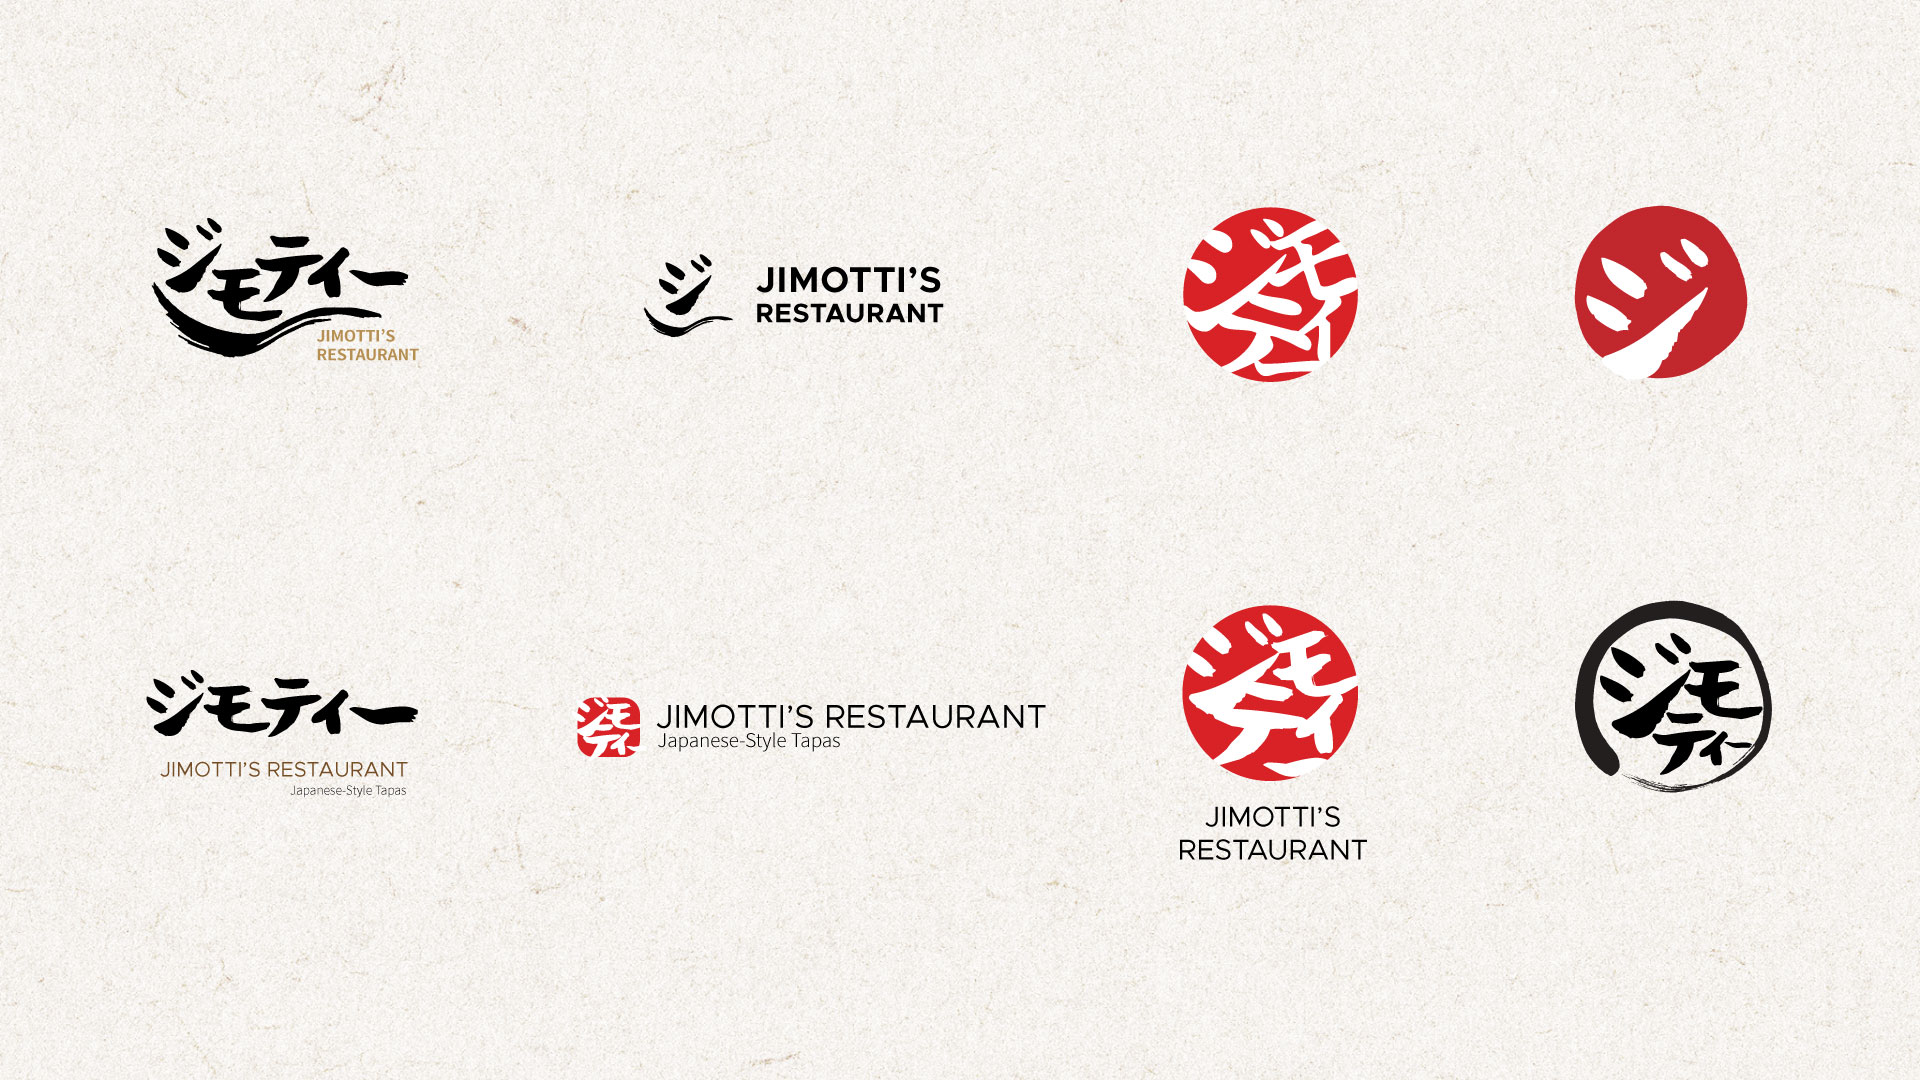 ジモティー
JIMOTTI'S
RESTAURANT
ジ
JIMOTTI'S
RESTAURANT
ジモティー
ジ
ジモティー
JIMOTTI'S RESTAURANT
Japanese-Style Tapas
ジモ
ティ
JIMOTTI'S RESTAURANT
Japanese-Style Tapas
ジモ
ティー
JIMOTTI'S
RESTAURANT
ジモ
ティー